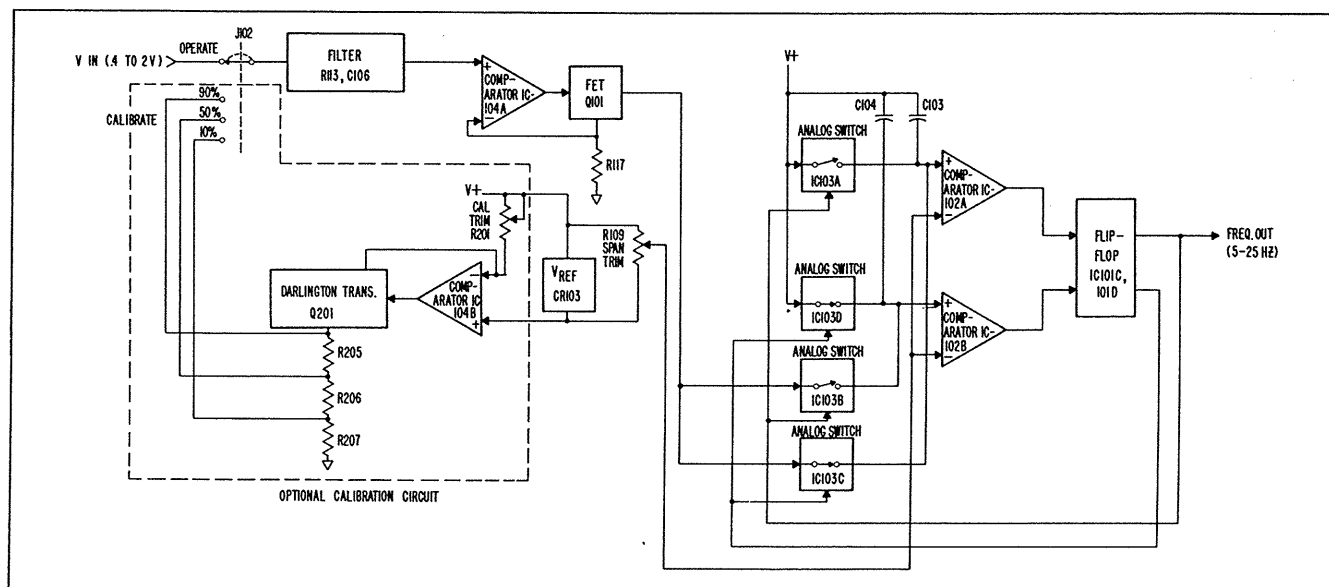 J102
V IN (.4 TO 2V)
OPERATE
FILTER
R113, C106
COMP-
ARATOR IC-
104A
+
−
FET
Q101
R117
90%
50%
10%
CALIBRATE
V+
CAL
TRIM
R201
R109
SPAN
TRIM
VREF
CR103
DARLINGTON TRANS.
Q201
−
COMP-
ARATOR IC
104B
+
R205
R206
R207
OPTIONAL CALIBRATION CIRCUIT
V+
C104
C103
ANALOG SWITCH
IC103A
+
COMP-
ARATOR IC-
102A
−
FLIP-
FLOP
IC101C,
101D
FREQ. OUT
(5-25 HZ)
ANALOG SWITCH
IC103D
+
COMP-
ARATOR IC-
102B
−
ANALOG SWITCH
IC103B
ANALOG SWITCH
IC103C